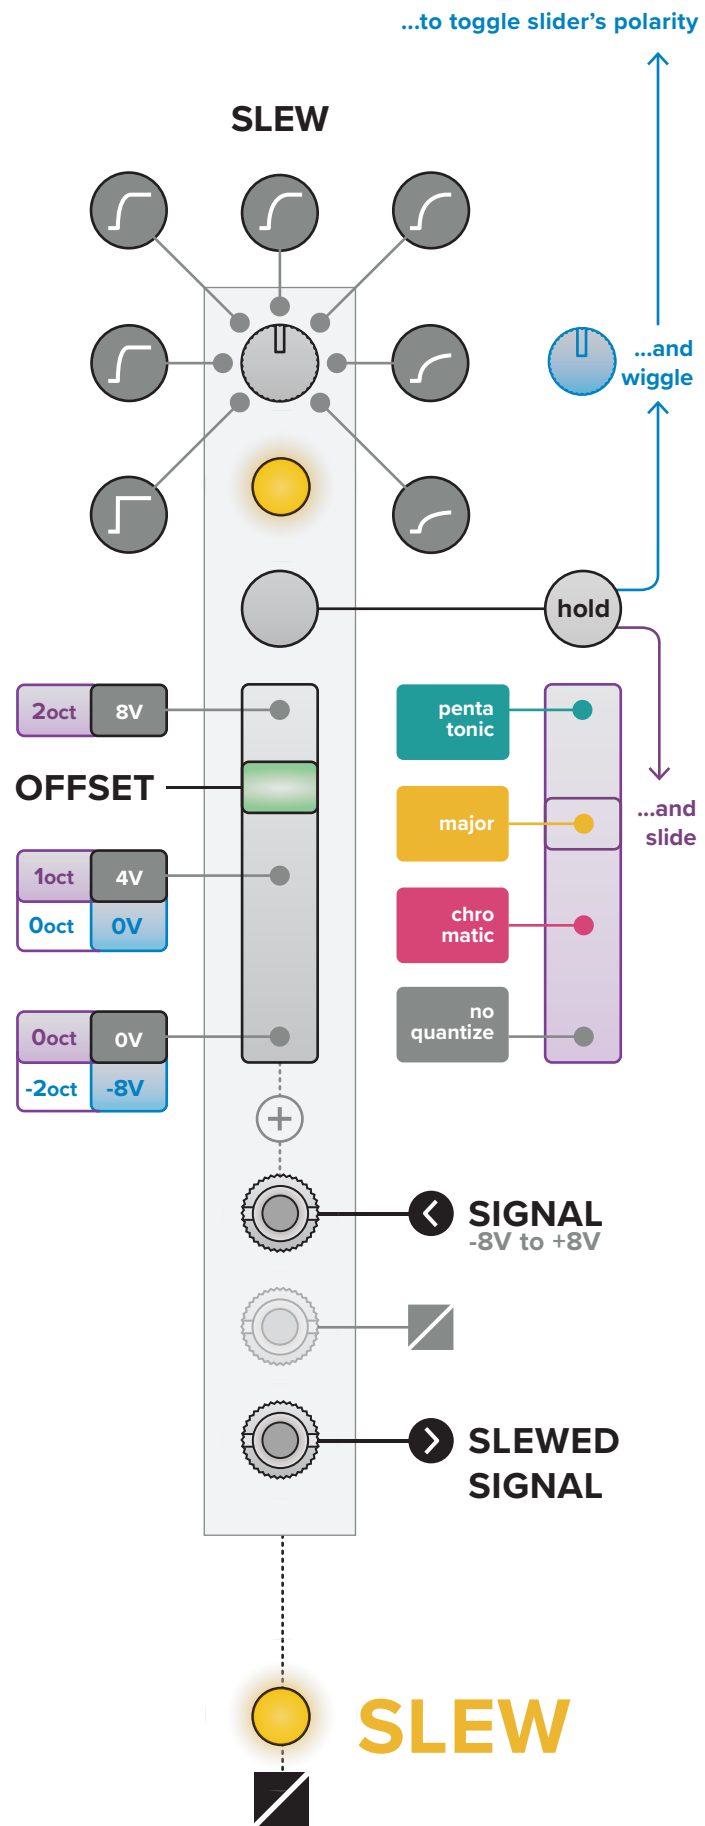 ...to toggle slider’s polarity
SLEW
...and
wiggle
hold
2oct 8V
penta
tonic
OFFSET
major
...and
slide
1oct 4V
0oct 0V
chro
matic
no
quantize
0oct 0V
-2oct -8V
SIGNAL
-8V to +8V
SLEWED
SIGNAL
SLEW